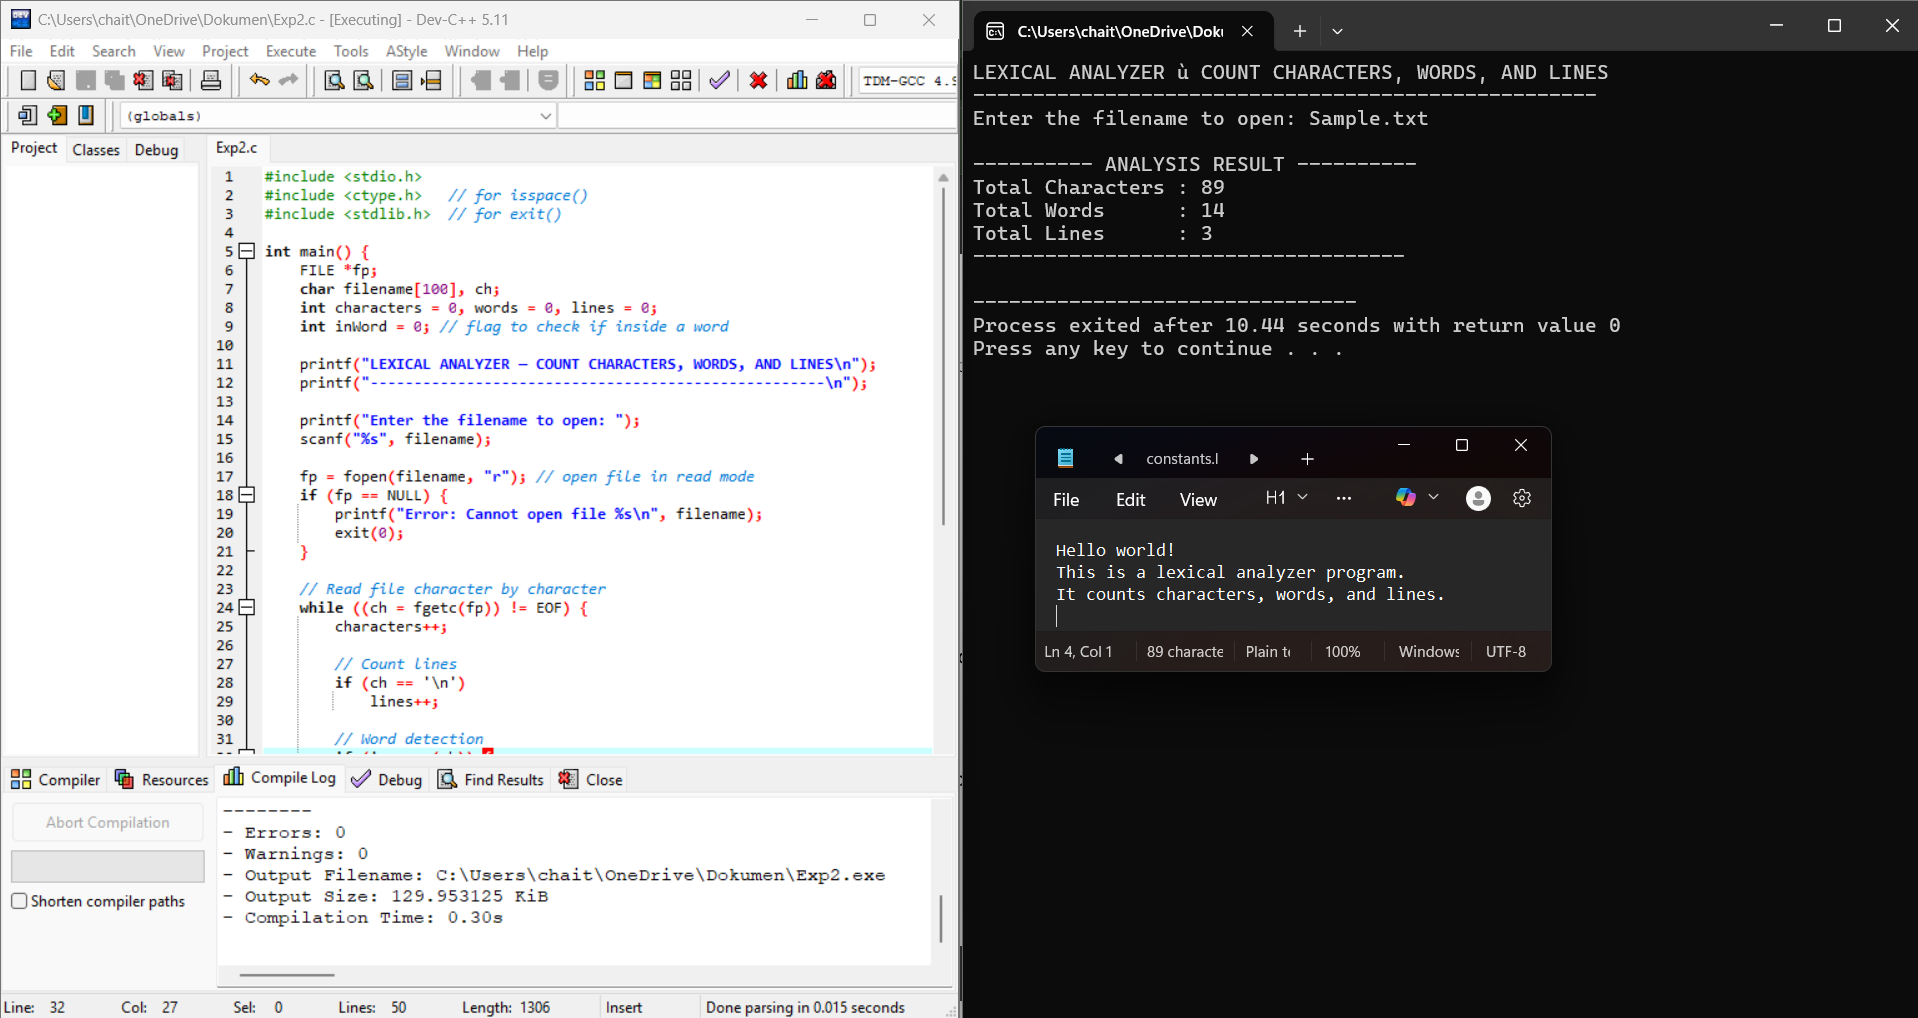 C:\Users\chait\OneDrive\Dokumen\Exp2.c - [Executing] - Dev-C++ 5.11
File Edit Search View Project Execute Tools AStyle Window Help
TDM-GCC 4.9
(globals)
Project Classes Debug
Exp2.c
1 #include <stdio.h>
2 #include <ctype.h> // for isspace()
3 #include <stdlib.h> // for exit()
4
5 int main() {
6 FILE *fp;
7 char filename[100], ch;
8 int characters = 0, words = 0, lines = 0;
9 int inWord = 0; // flag to check if inside a word
10
11 printf("LEXICAL ANALYZER – COUNT CHARACTERS, WORDS, AND LINES\n");
12 printf("----------------------------------------------------\n");
13
14 printf("Enter the filename to open: ");
15 scanf("%s", filename);
16
17 fp = fopen(filename, "r"); // open file in read mode
18 if (fp == NULL) {
19 printf("Error: Cannot open file %s\n", filename);
20 exit(0);
21 }
22
23 // Read file character by character
24 while ((ch = fgetc(fp)) != EOF) {
25 characters++;
26
27 // Count lines
28 if (ch == '\n')
29 lines++;
30
31 // Word detection
Compiler Resources Compile Log Debug Find Results Close
Abort Compilation
Shorten compiler paths
--------
- Errors: 0
- Warnings: 0
- Output Filename: C:\Users\chait\OneDrive\Dokumen\Exp2.exe
- Output Size: 129.953125 KiB
- Compilation Time: 0.30s
Line: 32 Col: 27 Sel: 0 Lines: 50 Length: 1306 Insert Done parsing in 0.015 seconds
C:\Users\chait\OneDrive\Doku
LEXICAL ANALYZER ù COUNT CHARACTERS, WORDS, AND LINES
----------------------------------------------------
Enter the filename to open: Sample.txt
---------- ANALYSIS RESULT ----------
Total Characters : 89
Total Words : 14
Total Lines : 3
------------------------------------
--------------------------------
Process exited after 10.44 seconds with return value 0
Press any key to continue . . .
constants.l
File Edit View H1 ...
Hello world!
This is a lexical analyzer program.
It counts characters, words, and lines.
Ln 4, Col 1 89 characte Plain te 100% Windows UTF-8